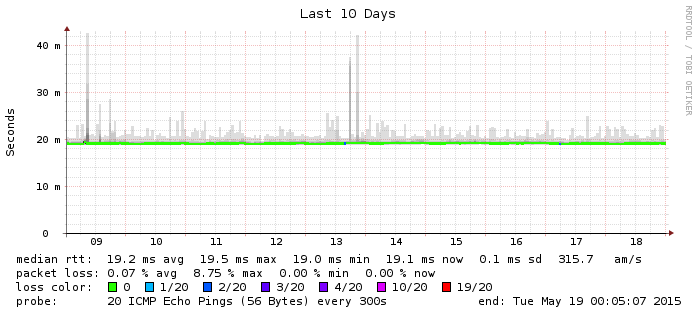 Last 10 Days
RRDTOOL / TOBI OETIKER
Seconds
40 m
30 m
20 m
10 m
0
09 10 11 12 13 14 15 16 17 18
median rtt: 19.2 ms avg 19.5 ms max 19.0 ms min 19.1 ms now 0.1 ms sd 315.7 am/s
packet loss: 0.07 % avg 8.75 % max 0.00 % min 0.00 % now
loss color: 0 1/20 2/20 3/20 4/20 10/20 19/20
probe: 20 ICMP Echo Pings (56 Bytes) every 300s end: Tue May 19 00:05:07 2015